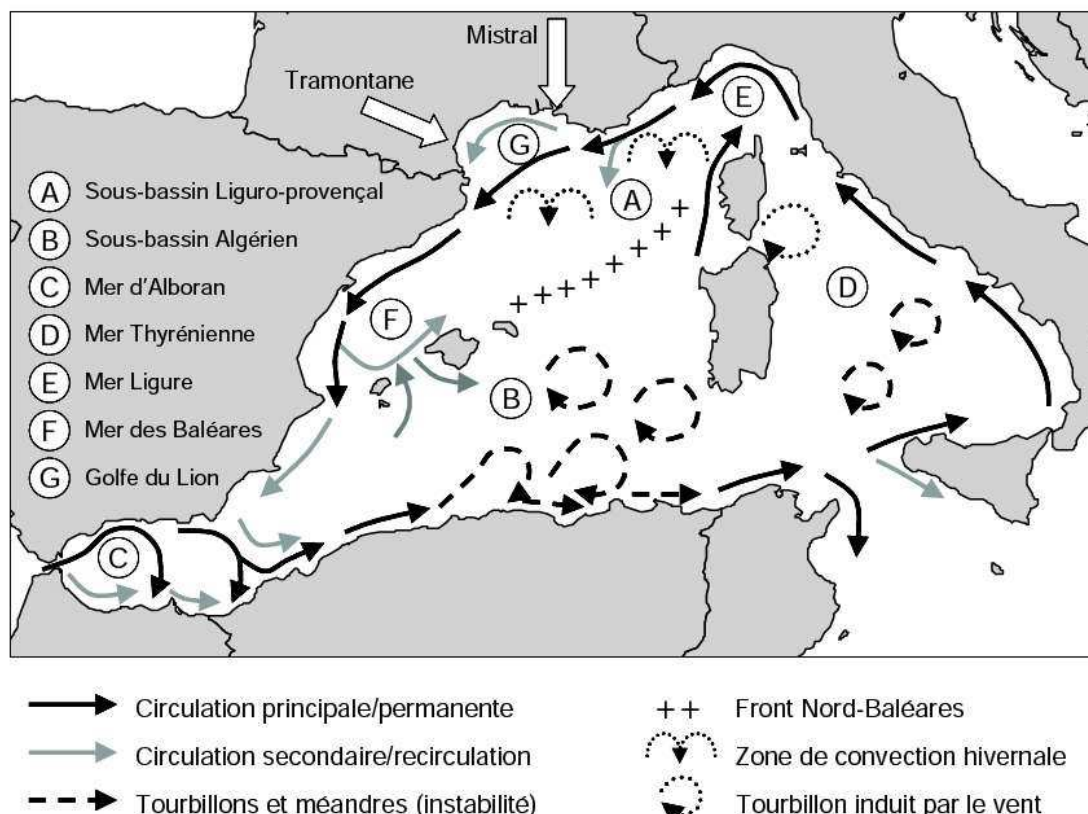 Mistral
Tramontane
E
G
A Sous-bassin Liguro-provençal
A
B Sous-bassin Algérien
C Mer d'Alboran
D
D Mer Thyrénienne
F
E Mer Ligure
B
F Mer des Baléares
G Golfe du Lion
C
Circulation principale/permanente
++ Front Nord-Baléares
Circulation secondaire/recirculation
Zone de convection hivernale
Tourbillons et méandres (instabilité)
Tourbillon induit par le vent